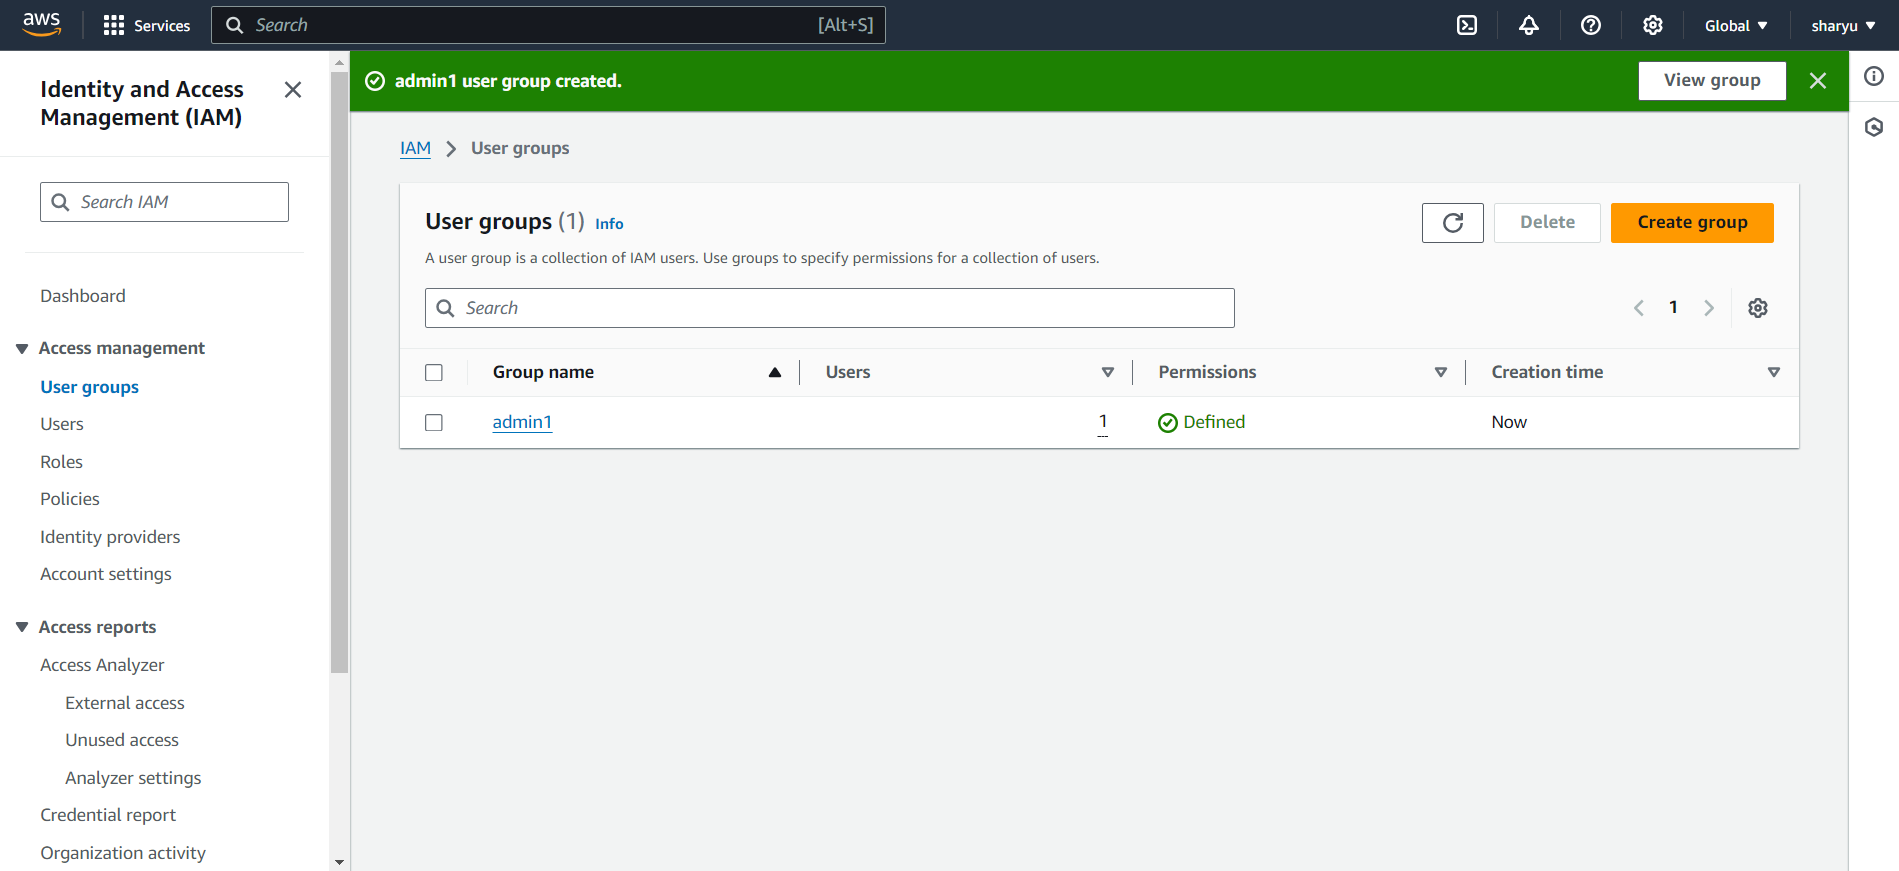 aws Services Search [Alt+S] Global sharyu
Identity and Access
Management (IAM)
Search IAM
Dashboard
Access management
User groups
Users
Roles
Policies
Identity providers
Account settings
Access reports
Access Analyzer
External access
Unused access
Analyzer settings
Credential report
Organization activity
admin1 user group created. View group
IAM > User groups
User groups (1) Info Delete Create group
A user group is a collection of IAM users. Use groups to specify permissions for a collection of users.
Search 1
Group name Users Permissions Creation time
admin1 1 Defined Now